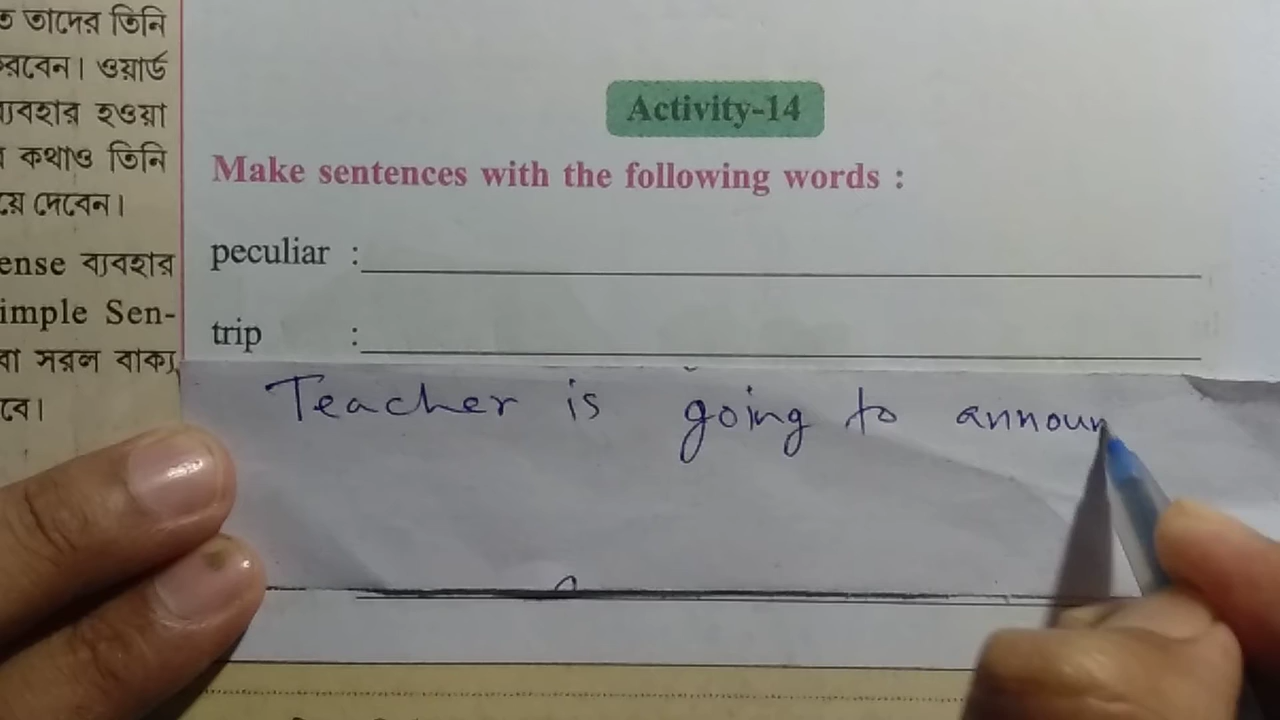 ত তাদের তিনি
করবেন। ওয়ার্ড
ব্যবহার হওয়া
কথাও তিনি
য়ে দেবেন।
ense ব্যবহার
imple Sen-
বা সরল বাক্য
বে।
Activity-14
Make sentences with the following words :
peculiar :
trip :
Teacher is going to announ